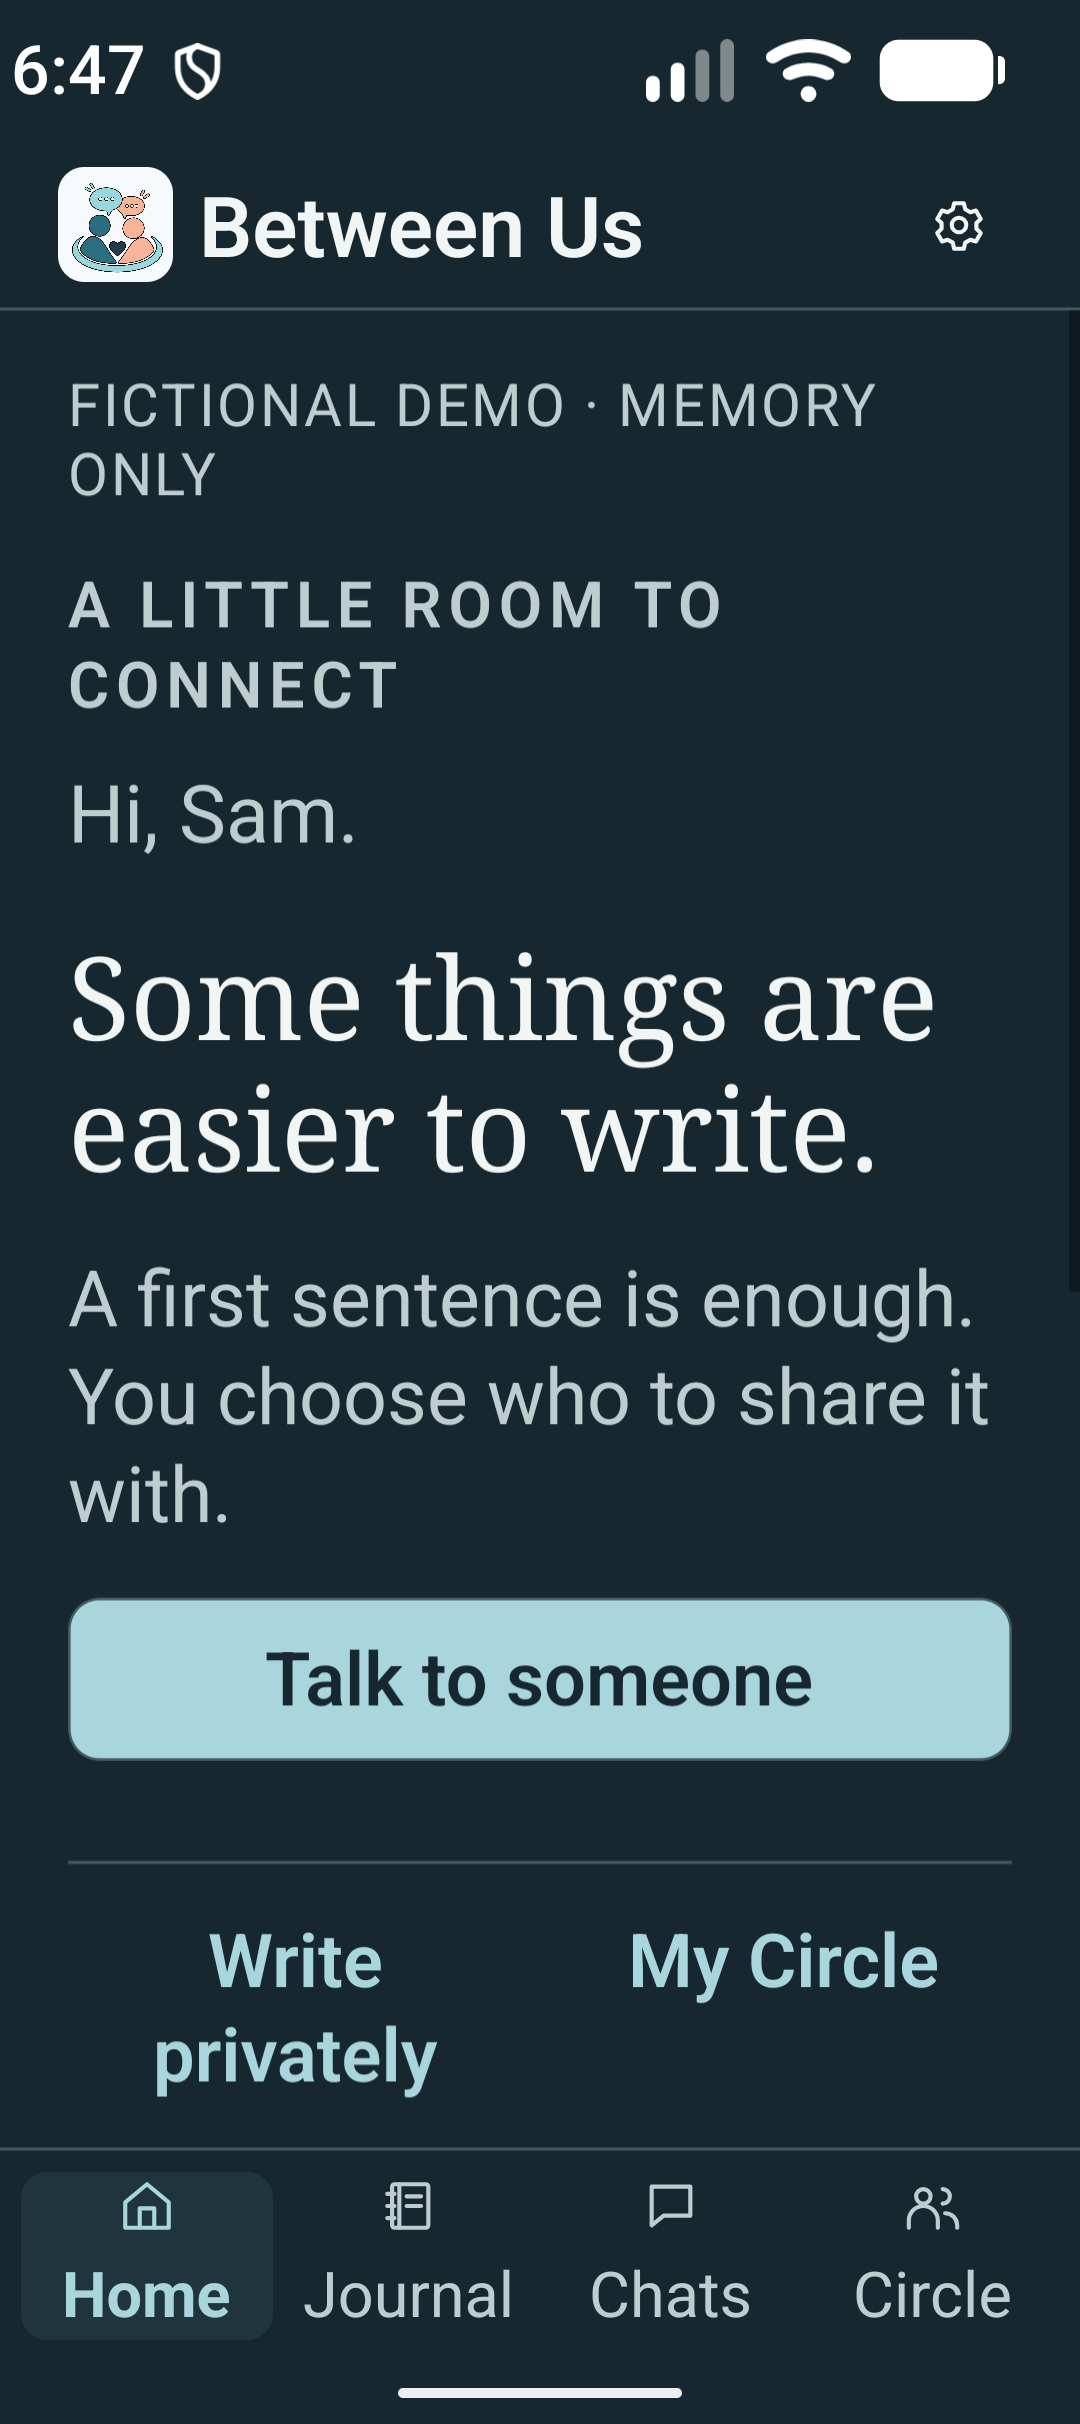 6:47
Between Us
FICTIONAL DEMO · MEMORY
ONLY
A LITTLE ROOM TO
CONNECT
Hi, Sam.
Some things are
easier to write.
A first sentence is enough.
You choose who to share it
with.
Talk to someone
Write
privately
My Circle
Home
Journal
Chats
Circle